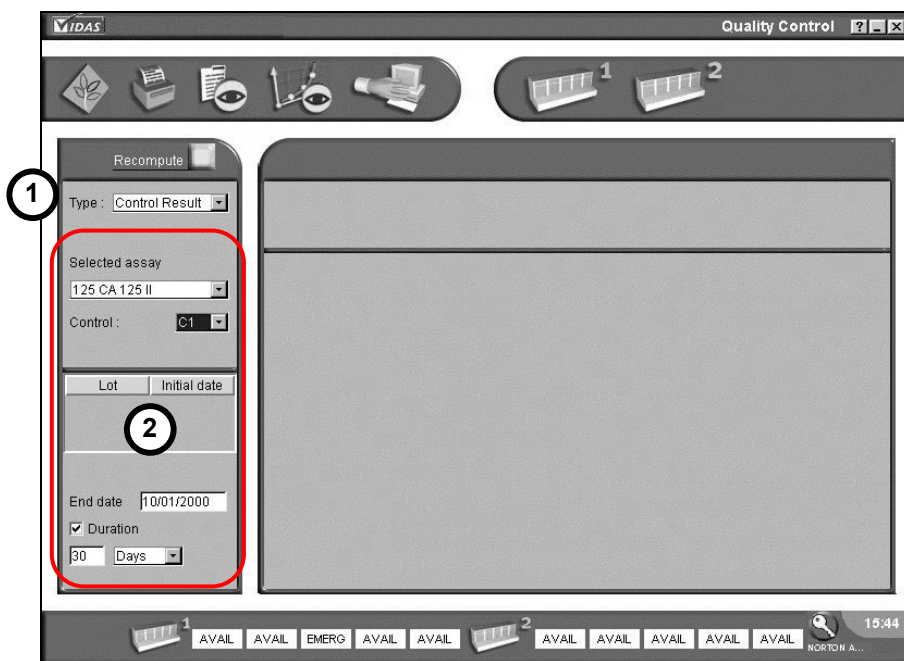 VIDAS Quality Control ? _ X
1 2
Recompute
1
Type : Control Result
Selected assay
125 CA 125 II
Control : C1
Lot Initial date
2
End date 10/01/2000
Duration
30 Days
1 AVAIL AVAIL EMERG AVAIL AVAIL 2 AVAIL AVAIL AVAIL AVAIL AVAIL 15:44
NORTON A...